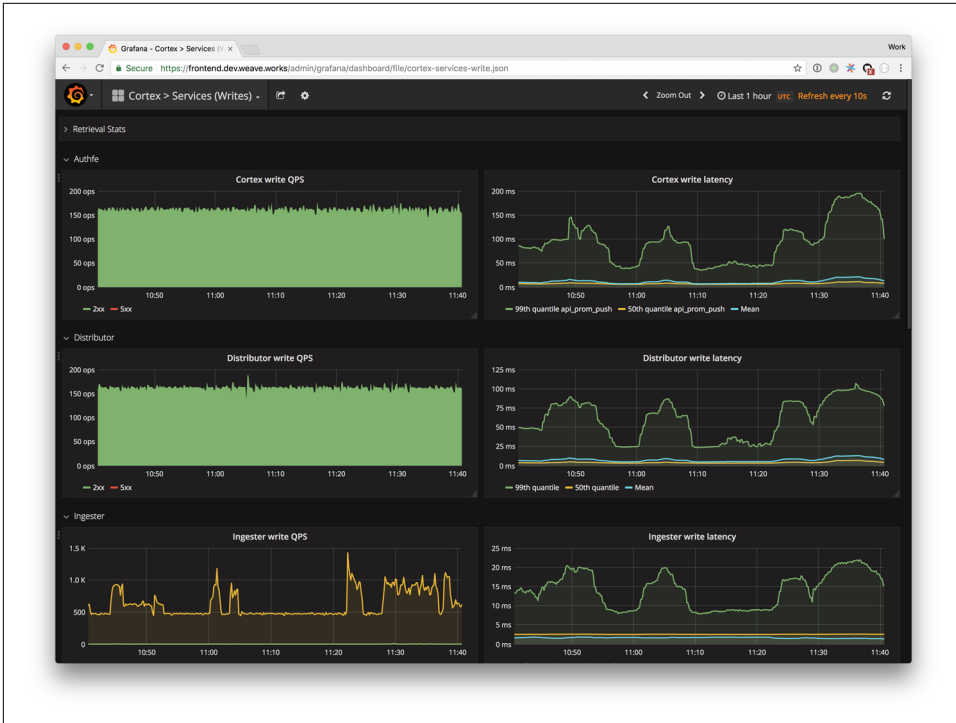 Grafana - Cortex > Services (W
Work
Secure https://frontend.dev.weave.works/admin/grafana/dashboard/file/cortex-services-write.json
Cortex > Services (Writes)
Zoom Out
Last 1 hour UTC Refresh every 10s
Retrieval Stats
Authfe
Cortex write QPS
200 ops
150 ops
100 ops
50 ops
0 ops
10:50 11:00 11:10 11:20 11:30 11:40
2xx 5xx
Cortex write latency
200 ms
150 ms
100 ms
50 ms
0 ms
10:50 11:00 11:10 11:20 11:30 11:40
99th quantile api_prom_push 50th quantile api_prom_push Mean
Distributor
Distributor write QPS
200 ops
150 ops
100 ops
50 ops
0 ops
10:50 11:00 11:10 11:20 11:30 11:40
2xx 5xx
Distributor write latency
125 ms
100 ms
75 ms
50 ms
25 ms
0 ms
10:50 11:00 11:10 11:20 11:30 11:40
99th quantile 50th quantile Mean
Ingester
Ingester write QPS
1.5 K
1.0 K
500
0
10:50 11:00 11:10 11:20 11:30 11:40
Ingester write latency
25 ms
20 ms
15 ms
10 ms
5 ms
0 ms
10:50 11:00 11:10 11:20 11:30 11:40